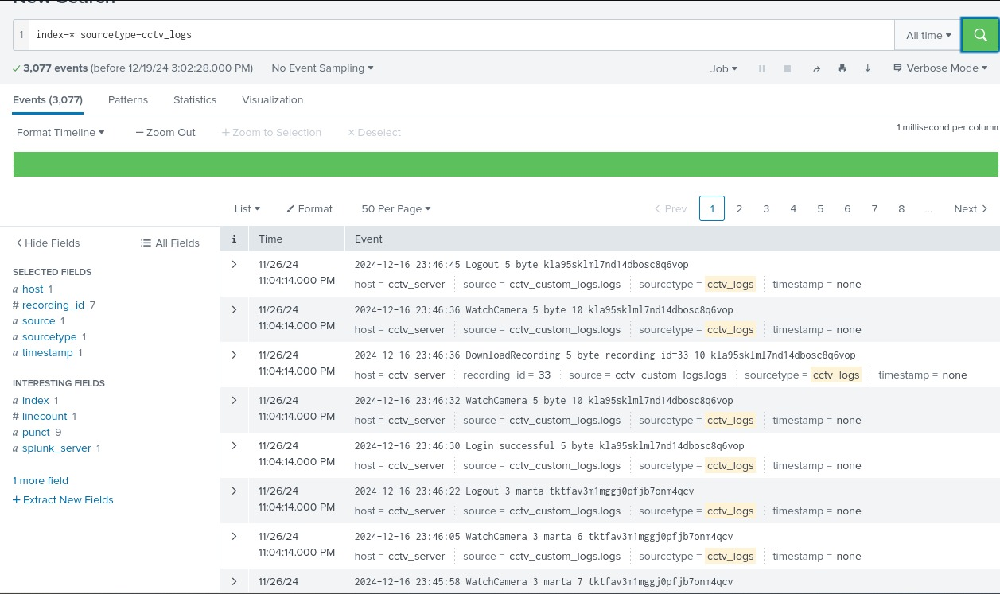 New Search
1 index=* sourcetype=cctv_logs All time
3,077 events (before 12/19/24 3:02:28.000 PM) No Event Sampling Job Verbose Mode
Events (3,077) Patterns Statistics Visualization
Format Timeline — Zoom Out + Zoom to Selection × Deselect 1 millisecond per column
List Format 50 Per Page < Prev 1 2 3 4 5 6 7 8 ... Next >
< Hide Fields All Fields
SELECTED FIELDS
a host 1
# recording_id 7
a source 1
a sourcetype 1
a timestamp 1
INTERESTING FIELDS
a index 1
# linecount 1
a punct 9
a splunk_server 1
1 more field
+ Extract New Fields
i Time Event
> 11/26/24 2024-12-16 23:46:45 Logout 5 byte kla95sklml7nd14dbosc8q6vop
11:04:14.000 PM host = cctv_server source = cctv_custom_logs.logs sourcetype = cctv_logs timestamp = none
> 11/26/24 2024-12-16 23:46:36 WatchCamera 5 byte 10 kla95sklml7nd14dbosc8q6vop
11:04:14.000 PM host = cctv_server source = cctv_custom_logs.logs sourcetype = cctv_logs timestamp = none
> 11/26/24 2024-12-16 23:46:36 DownloadRecording 5 byte recording_id=33 10 kla95sklml7nd14dbosc8q6vop
11:04:14.000 PM host = cctv_server recording_id = 33 source = cctv_custom_logs.logs sourcetype = cctv_logs timestamp = none
> 11/26/24 2024-12-16 23:46:32 WatchCamera 5 byte 10 kla95sklml7nd14dbosc8q6vop
11:04:14.000 PM host = cctv_server source = cctv_custom_logs.logs sourcetype = cctv_logs timestamp = none
> 11/26/24 2024-12-16 23:46:30 Login successful 5 byte kla95sklml7nd14dbosc8q6vop
11:04:14.000 PM host = cctv_server source = cctv_custom_logs.logs sourcetype = cctv_logs timestamp = none
> 11/26/24 2024-12-16 23:46:22 Logout 3 marta tktfav3m1mggj0pfjb7onm4qcv
11:04:14.000 PM host = cctv_server source = cctv_custom_logs.logs sourcetype = cctv_logs timestamp = none
> 11/26/24 2024-12-16 23:46:05 WatchCamera 3 marta 6 tktfav3m1mggj0pfjb7onm4qcv
11:04:14.000 PM host = cctv_server source = cctv_custom_logs.logs sourcetype = cctv_logs timestamp = none
> 11/26/24 2024-12-16 23:45:58 WatchCamera 3 marta 7 tktfav3m1mggj0pfjb7onm4qcv